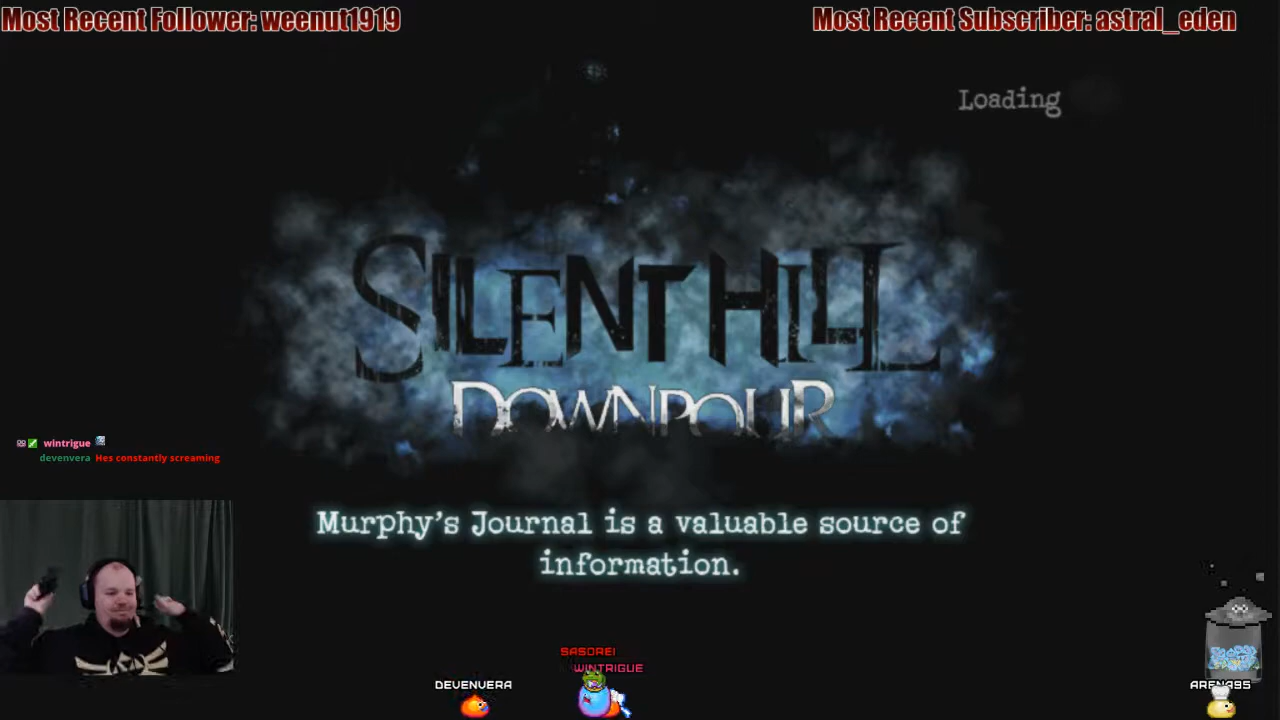 Most Recent Follower: weenut1919
Most Recent Subscriber: astral_eden
Loading
SILENT HILL
DOWNPOUR
wintrigue
devenvera Hes constantly screaming
Murphy's Journal is a valuable source of
information.
SASOREI
WINTRIGUE
DEVENVERA
ARENA95